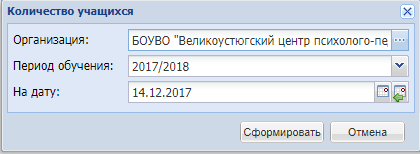 Количество учащихся
Организация: БОУВО "Великоустюгский центр психолого-пе
Период обучения: 2017/2018
На дату: 14.12.2017
Сформировать Отмена